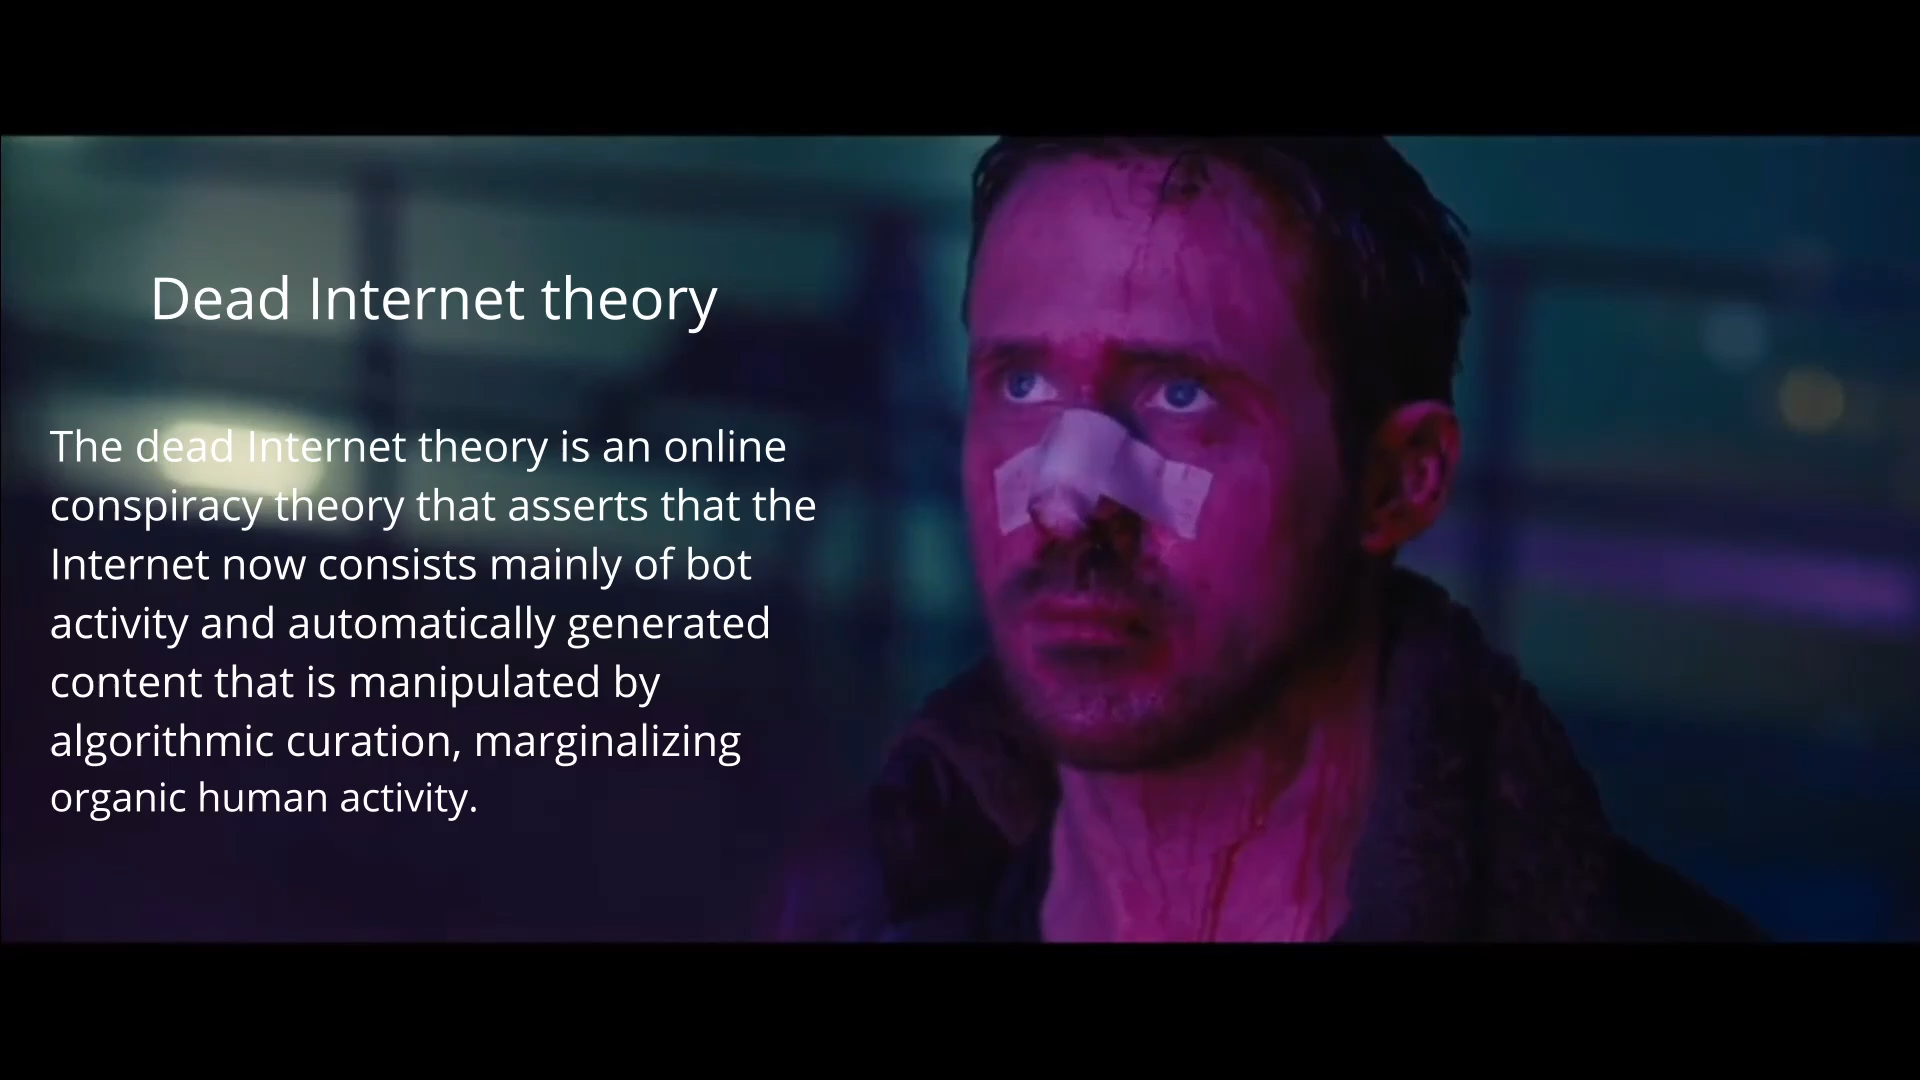 Dead Internet theory
The dead Internet theory is an online
conspiracy theory that asserts that the
Internet now consists mainly of bot
activity and automatically generated
content that is manipulated by
algorithmic curation, marginalizing
organic human activity.